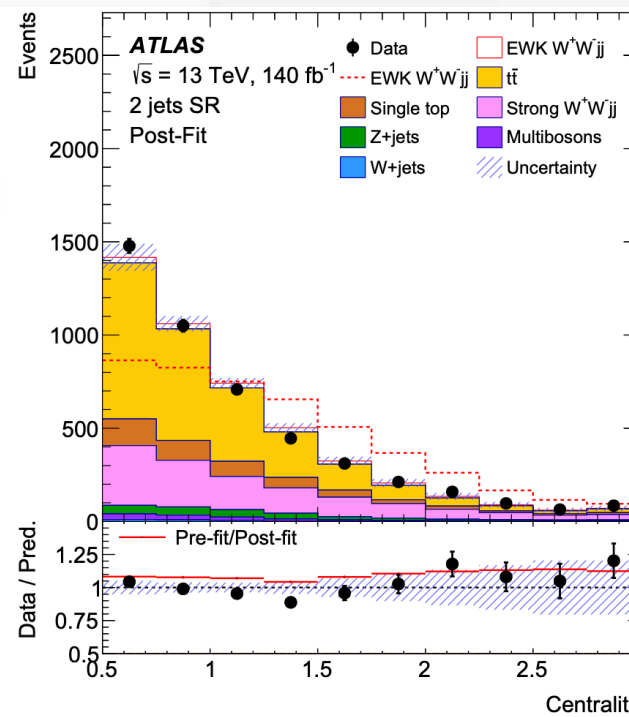 Events
2500
2000
1500
1000
500
0
ATLAS
√s = 13 TeV, 140 fb⁻¹
2 jets SR
Post-Fit
Data
EWK W⁺W⁻jj
EWK W⁺W⁻jj
tt̄
Single top
Strong W⁺W⁻jj
Z+jets
Multibosons
W+jets
Uncertainty
Data / Pred.
1.25
1
0.75
0.5
Pre-fit/Post-fit
0.5
1
1.5
2
2.5
Centralit